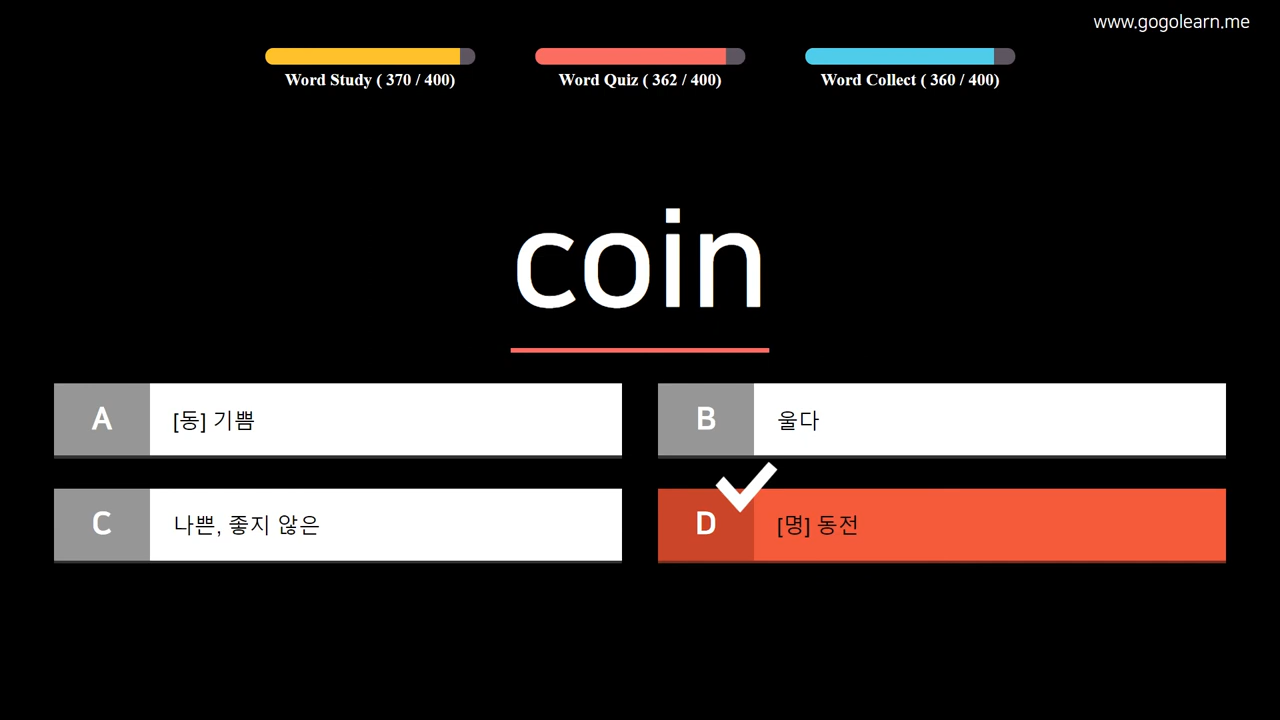 www.gogolearn.me
Word Study ( 370 / 400)
Word Quiz ( 362 / 400)
Word Collect ( 360 / 400)
coin
A [동] 기쁨
B 울다
C 나쁜, 좋지 않은
D [명] 동전